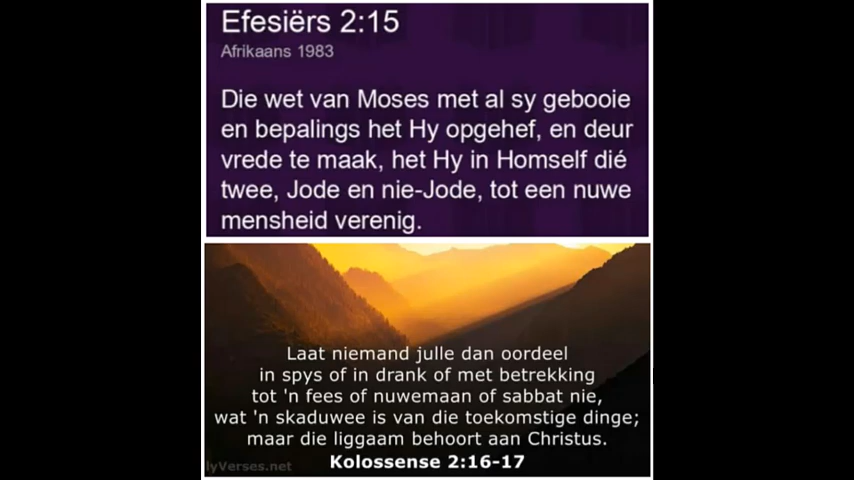 Efesiërs 2:15
Afrikaans 1983
Die wet van Moses met al sy gebooie
en bepalings het Hy opgehef, en deur
vrede te maak, het Hy in Homself dié
twee, Jode en nie-Jode, tot een nuwe
mensheid verenig.
Laat niemand julle dan oordeel
in spys of in drank of met betrekking
tot 'n fees of nuwemaan of sabbat nie,
wat 'n skaduwee is van die toekomstige dinge;
maar die liggaam behoort aan Christus.
Kolossense 2:16-17
lyVerses.net